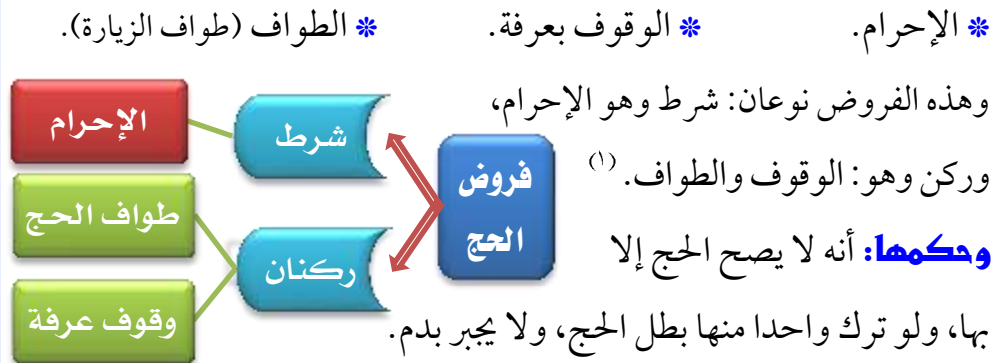 * الإحرام. * الوقوف بعرفة. * الطواف (طواف الزيارة).
وهذه الفروض نوعان: شرط وهو الإحرام،
وركن وهو: الوقوف والطواف. (١)
وحكمها: أنه لا يصح الحج إلا
بها، ولو ترك واحدا منها بطل الحج، ولا يجبر بدم.
فروض
الحج
شرط
الإحرام
ركنان
طواف الحج
وقوف عرفة